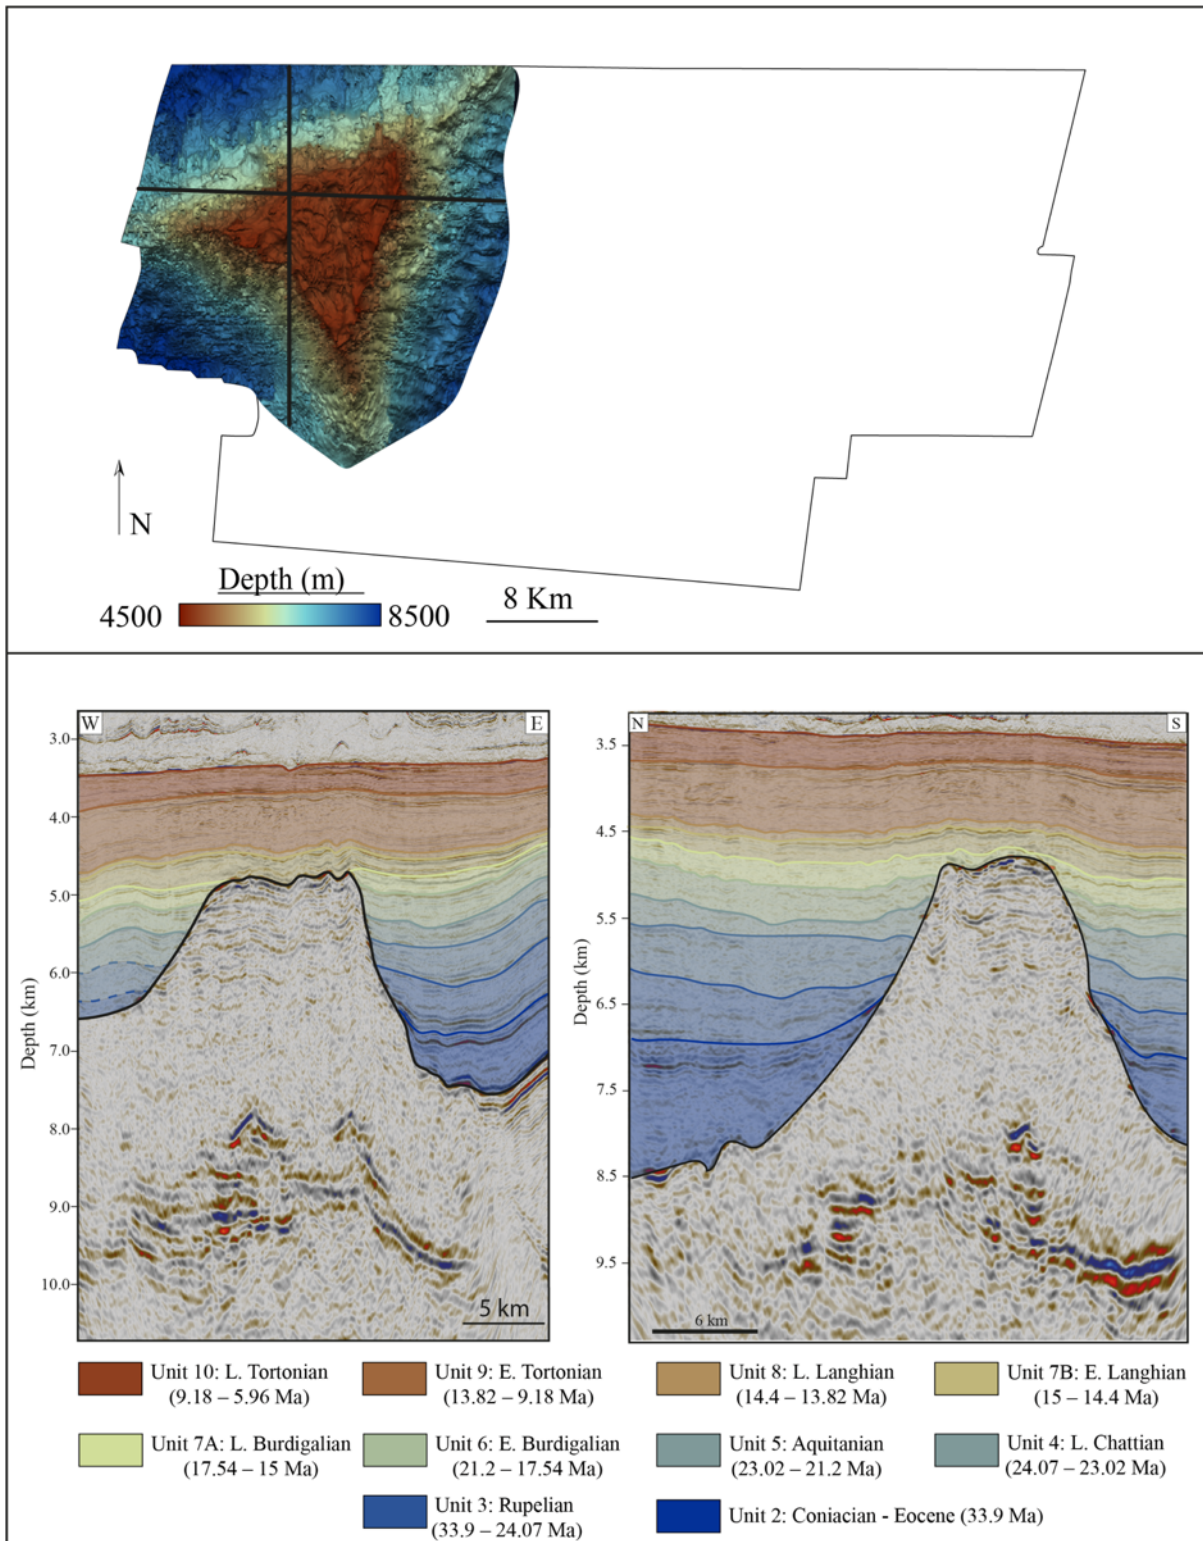 N
Depth (m)
4500
8500
8 Km
W
E
3.0
4.0
5.0
6.0
7.0
8.0
9.0
10.0
Depth (km)
5 km
N
S
3.5
4.5
5.5
6.5
7.5
8.5
9.5
Depth (km)
6 km
Unit 10: L. Tortonian
(9.18 – 5.96 Ma)
Unit 9: E. Tortonian
(13.82 – 9.18 Ma)
Unit 8: L. Langhian
(14.4 – 13.82 Ma)
Unit 7B: E. Langhian
(15 – 14.4 Ma)
Unit 7A: L. Burdigalian
(17.54 – 15 Ma)
Unit 6: E. Burdigalian
(21.2 – 17.54 Ma)
Unit 5: Aquitanian
(23.02 – 21.2 Ma)
Unit 4: L. Chattian
(24.07 – 23.02 Ma)
Unit 3: Rupelian
(33.9 – 24.07 Ma)
Unit 2: Coniacian - Eocene (33.9 Ma)